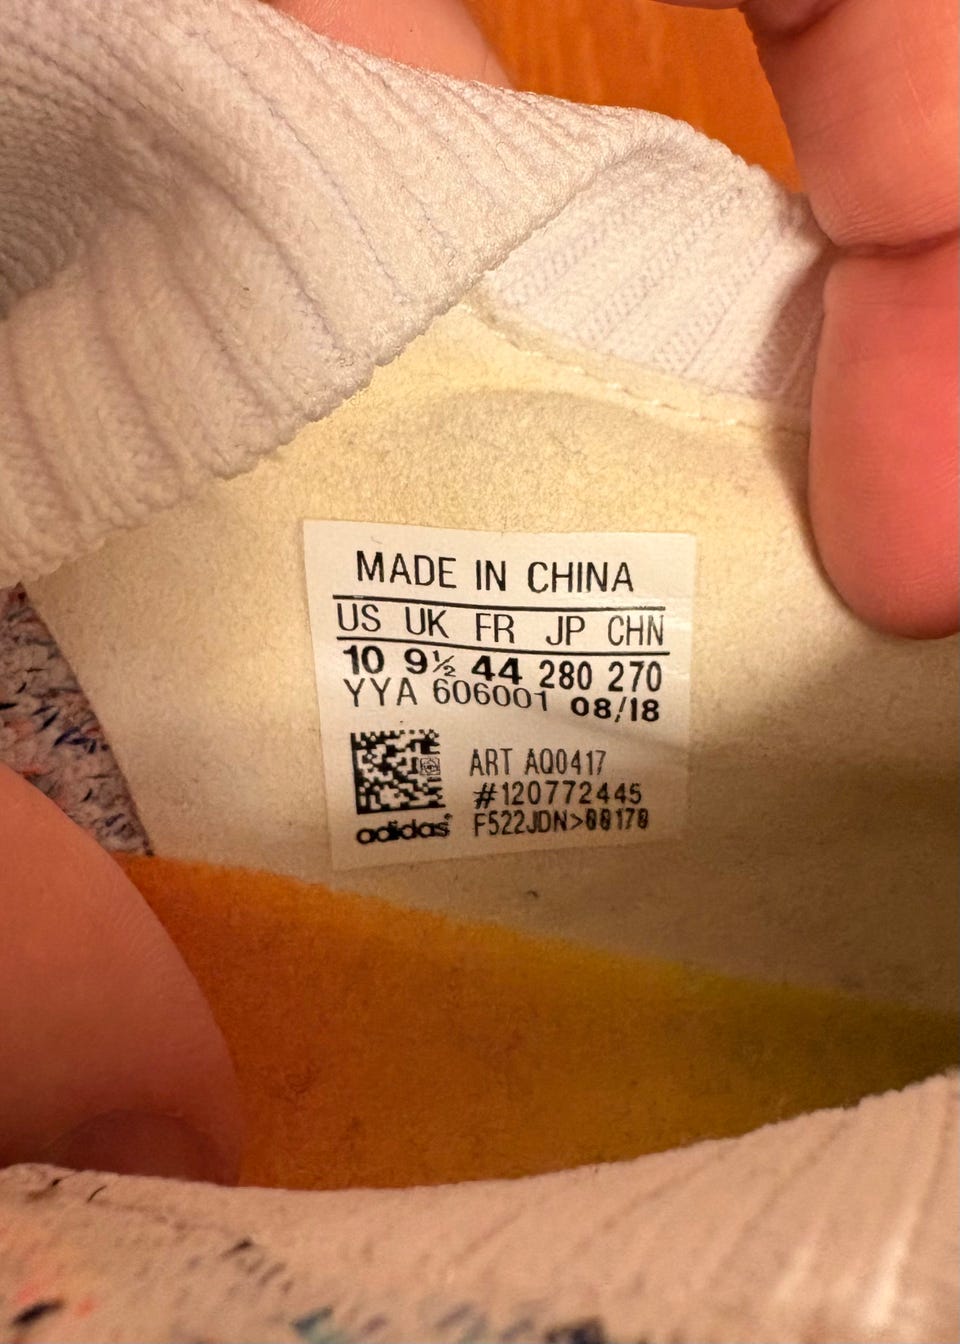 MADE IN CHINA
US UK FR JP CHN
10 9½ 44 280 270
YYA 606001 08/18
ART AQ0417
#120772445
adidas® F522JDN>00170